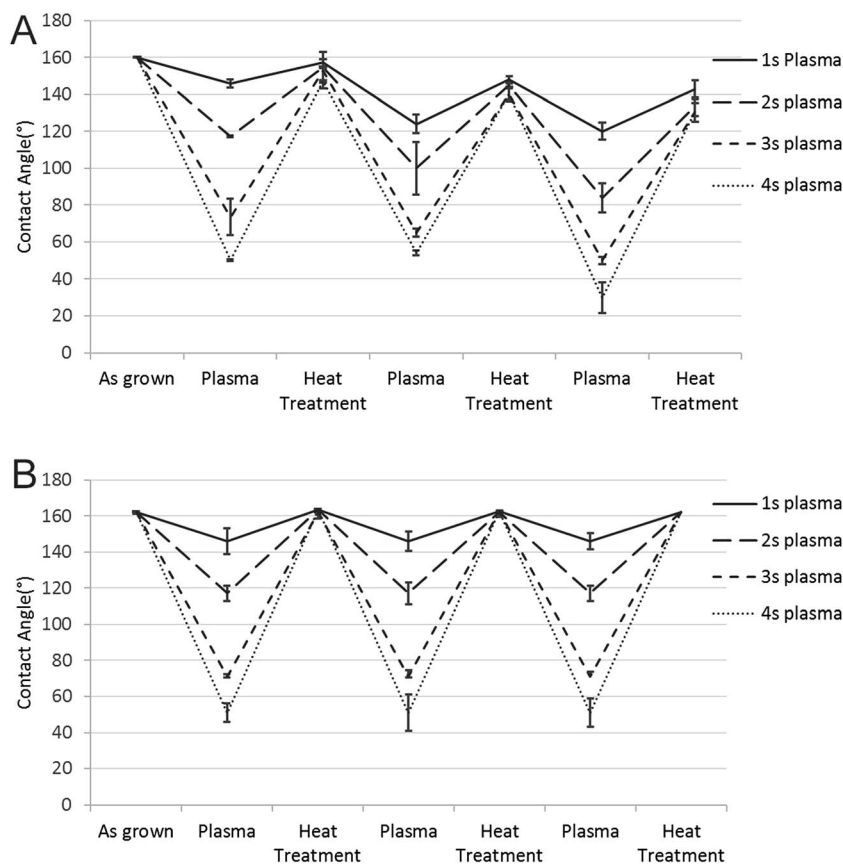 A
180
160
140
120
100
80
60
40
20
0
Contact Angle(°)
As grown Plasma Heat Treatment Plasma Heat Treatment Plasma Heat Treatment
1s Plasma
2s plasma
3s plasma
4s plasma
B
180
160
140
120
100
80
60
40
20
0
Contact Angle(°)
As grown Plasma Heat Treatment Plasma Heat Treatment Plasma Heat Treatment
1s plasma
2s plasma
3s plasma
4s plasma